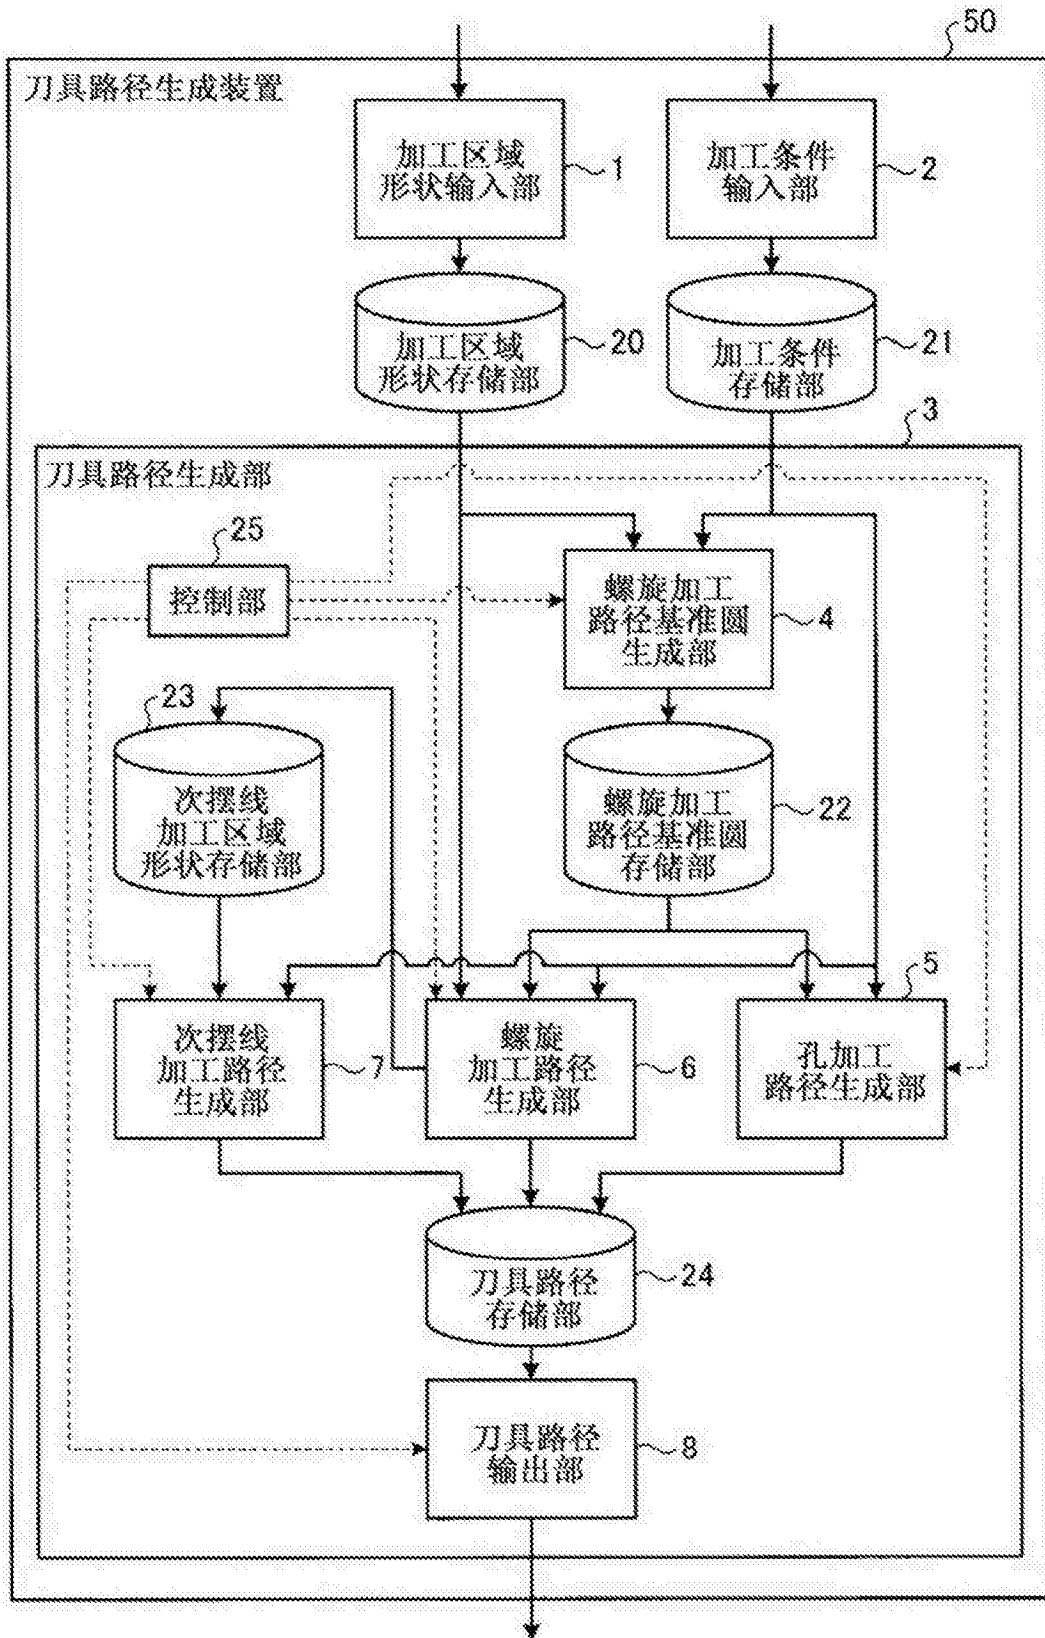 50
刀具路径生成装置
加工区域
形状输入部
1
加工条件
输入部
2
加工区域
形状存储部
20
加工条件
存储部
21
3
刀具路径生成部
25
控制部
螺旋加工
路径基准圆
生成部
4
23
次摆线
加工区域
形状存储部
螺旋加工
路径基准圆
存储部
22
5
次摆线
加工路径
生成部
7
螺旋
加工路径
生成部
6
孔加工
路径生成部
刀具路径
存储部
24
刀具路径
输出部
8